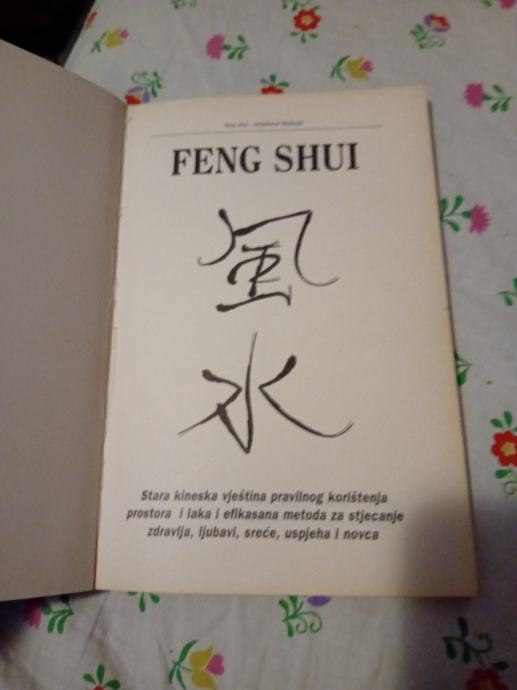 FENG SHUI
風
水
Stara kineska vještina pravilnog korištenja
prostora i laka i efikasana metoda za stjecanje
zdravlja, ljubavi, sreće, uspjeha i novca